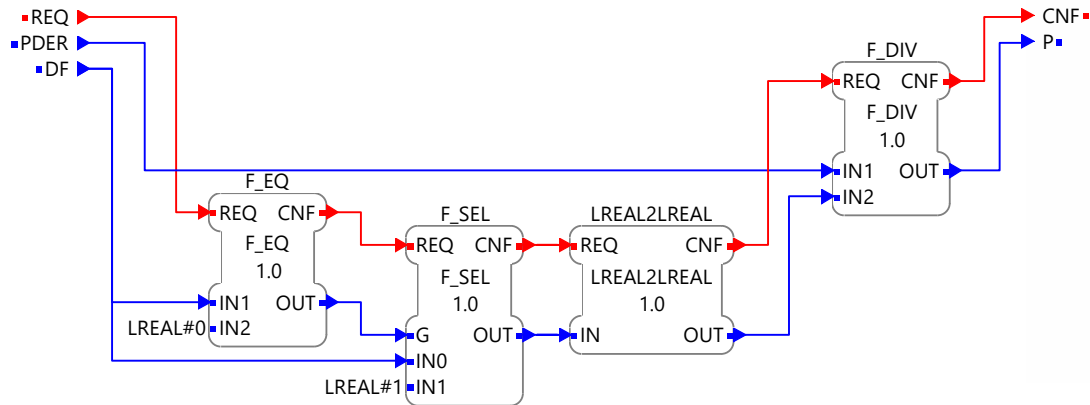 REQ
PDER
DF
CNF
P
F_DIV
REQ CNF
F_DIV
1.0
IN1 OUT
IN2
F_EQ
REQ CNF
F_EQ
1.0
IN1 OUT
LREAL#0 IN2
F_SEL
REQ CNF
F_SEL
1.0
G OUT
IN0
LREAL#1 IN1
LREAL2LREAL
REQ CNF
LREAL2LREAL
1.0
IN OUT